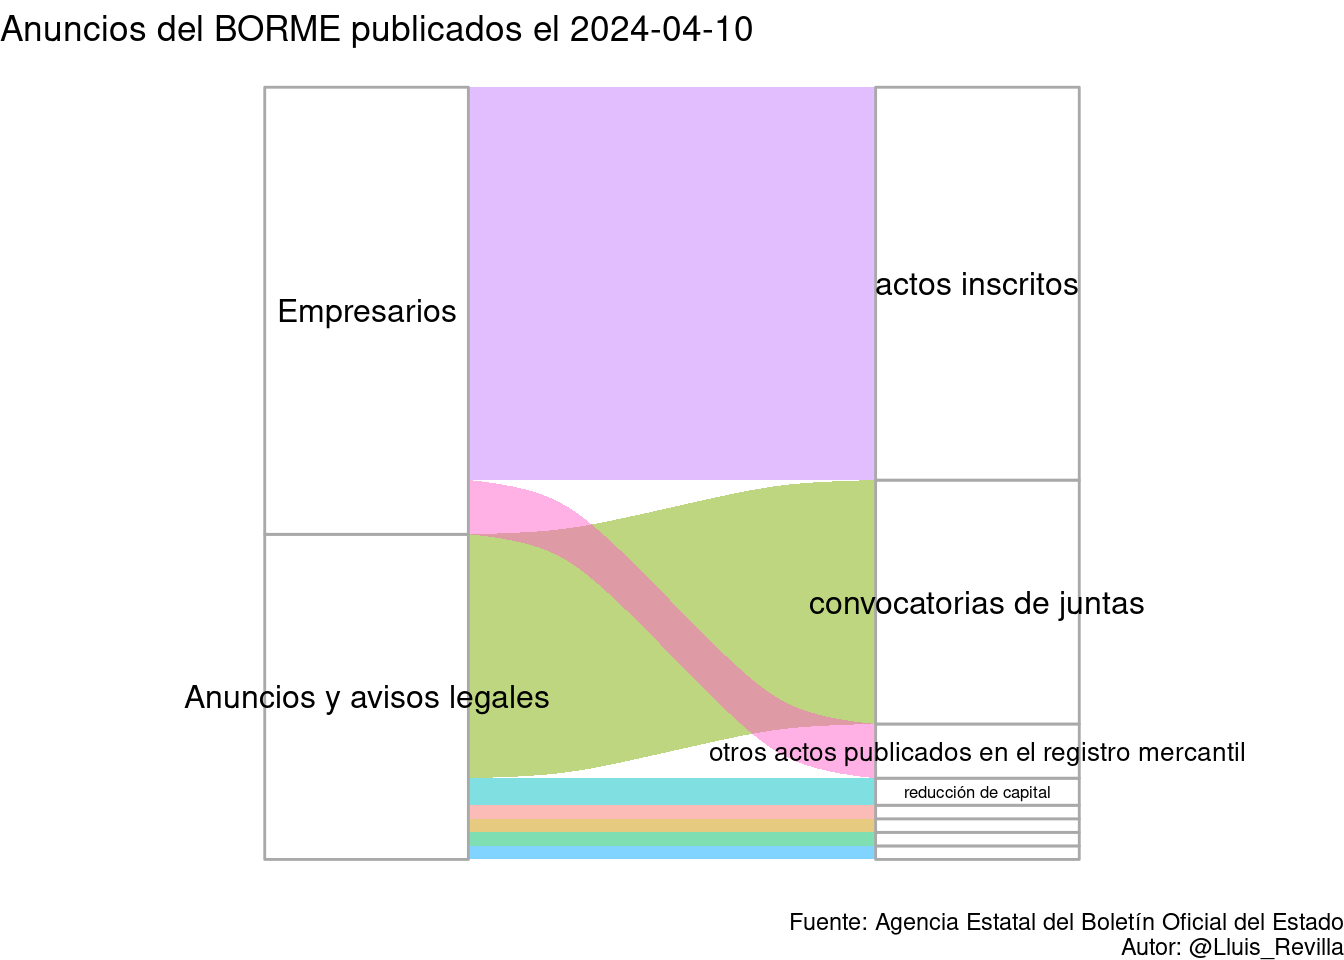 Anuncios del BORME publicados el 2024-04-10
Empresarios
actos inscritos
convocatorias de juntas
Anuncios y avisos legales
otros actos publicados en el registro mercantil
reducción de capital
Fuente: Agencia Estatal del Boletín Oficial del Estado
Autor: @Lluis_Revilla